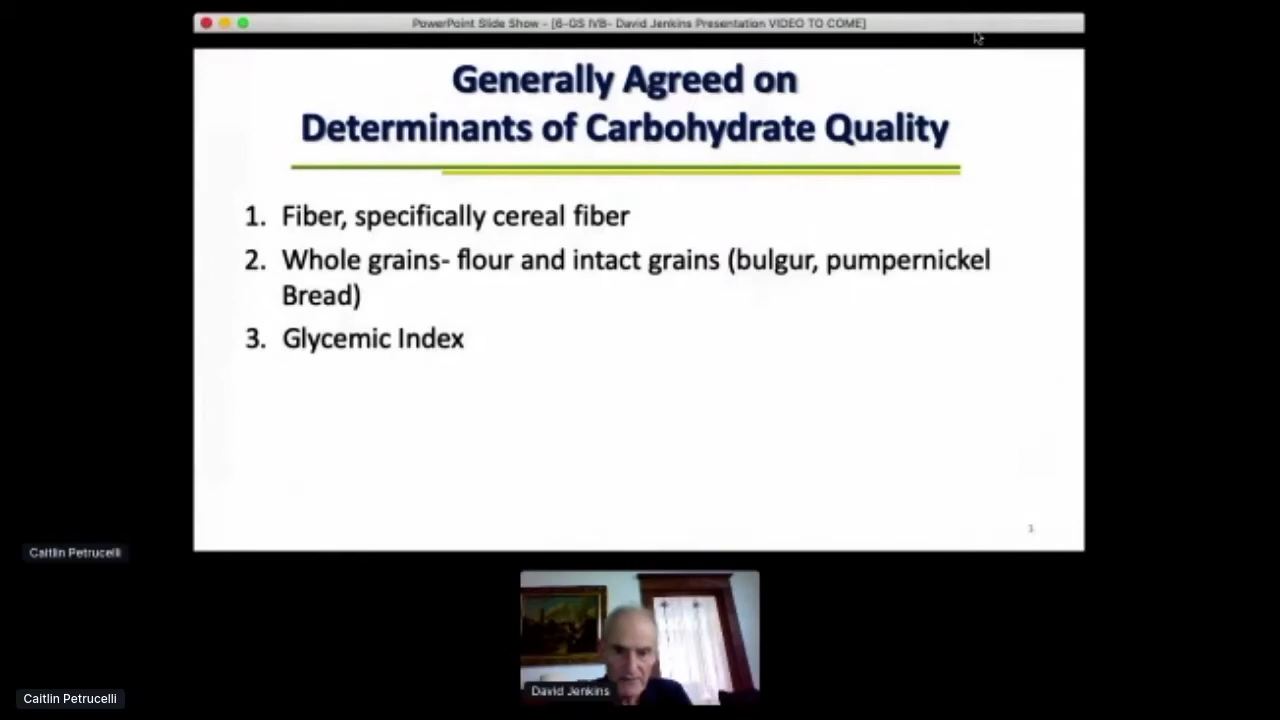 PowerPoint Slide Show - [6-GS IVB- David Jenkins Presentation VIDEO TO COME]
Generally Agreed on
Determinants of Carbohydrate Quality
1. Fiber, specifically cereal fiber
2. Whole grains- flour and intact grains (bulgur, pumpernickel
Bread)
3. Glycemic Index
1
Caitlin Petrucelli
David Jenkins
Caitlin Petrucelli